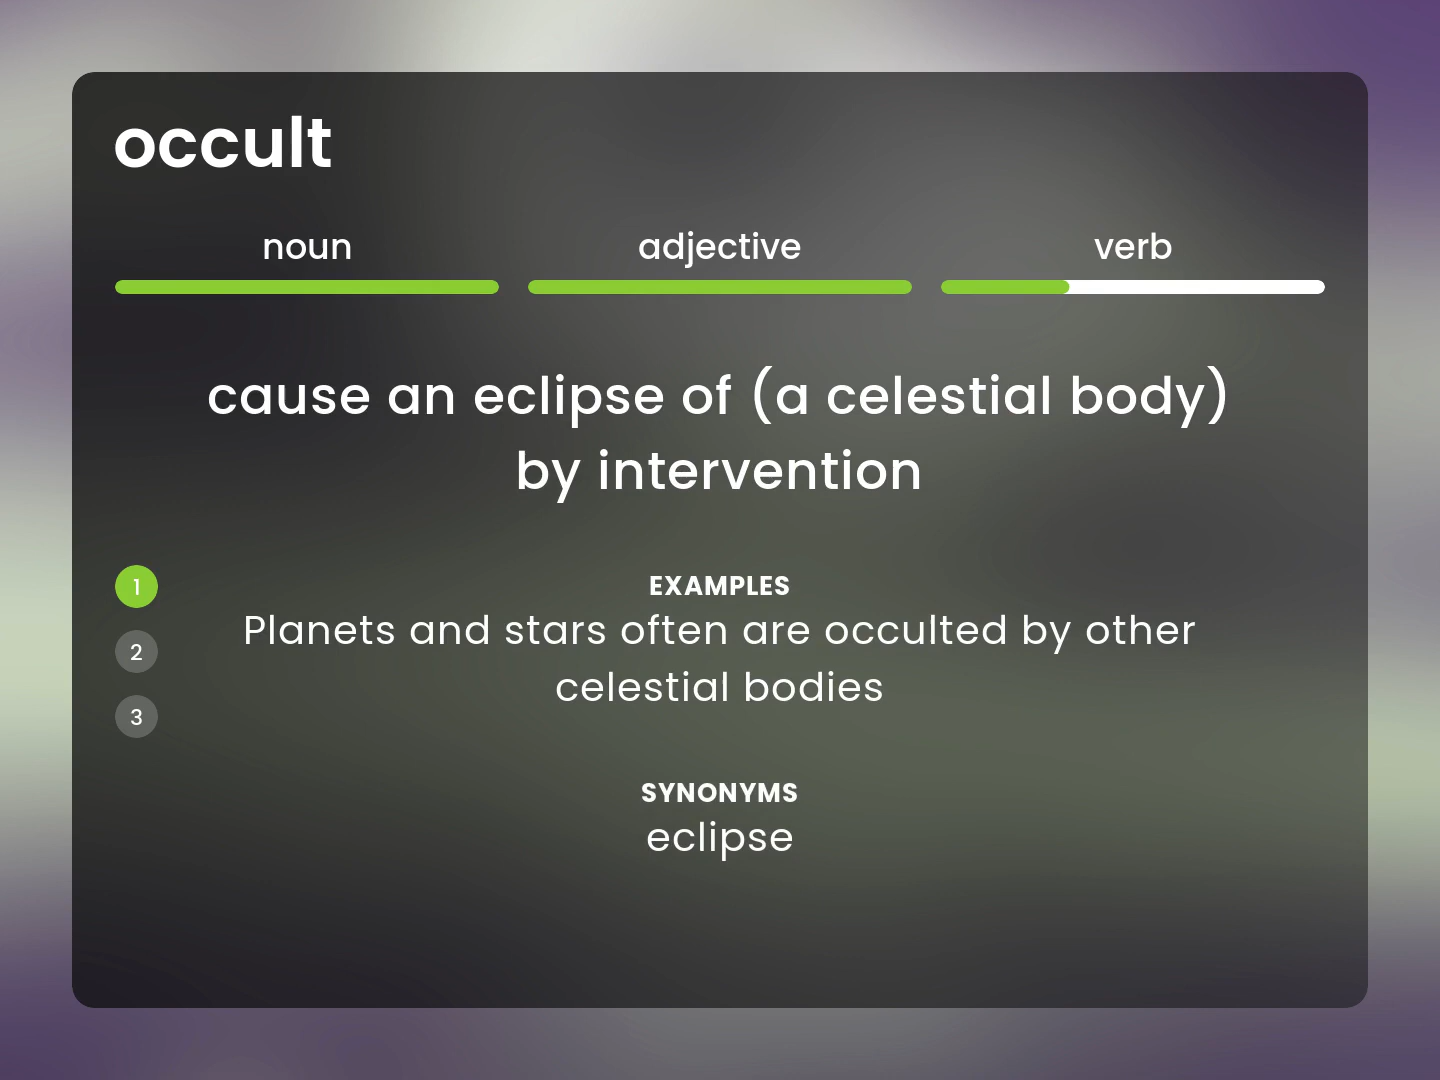 occult
noun
adjective
verb
cause an eclipse of (a celestial body)
by intervention
1
2
3
EXAMPLES
Planets and stars often are occulted by other
celestial bodies
SYNONYMS
eclipse